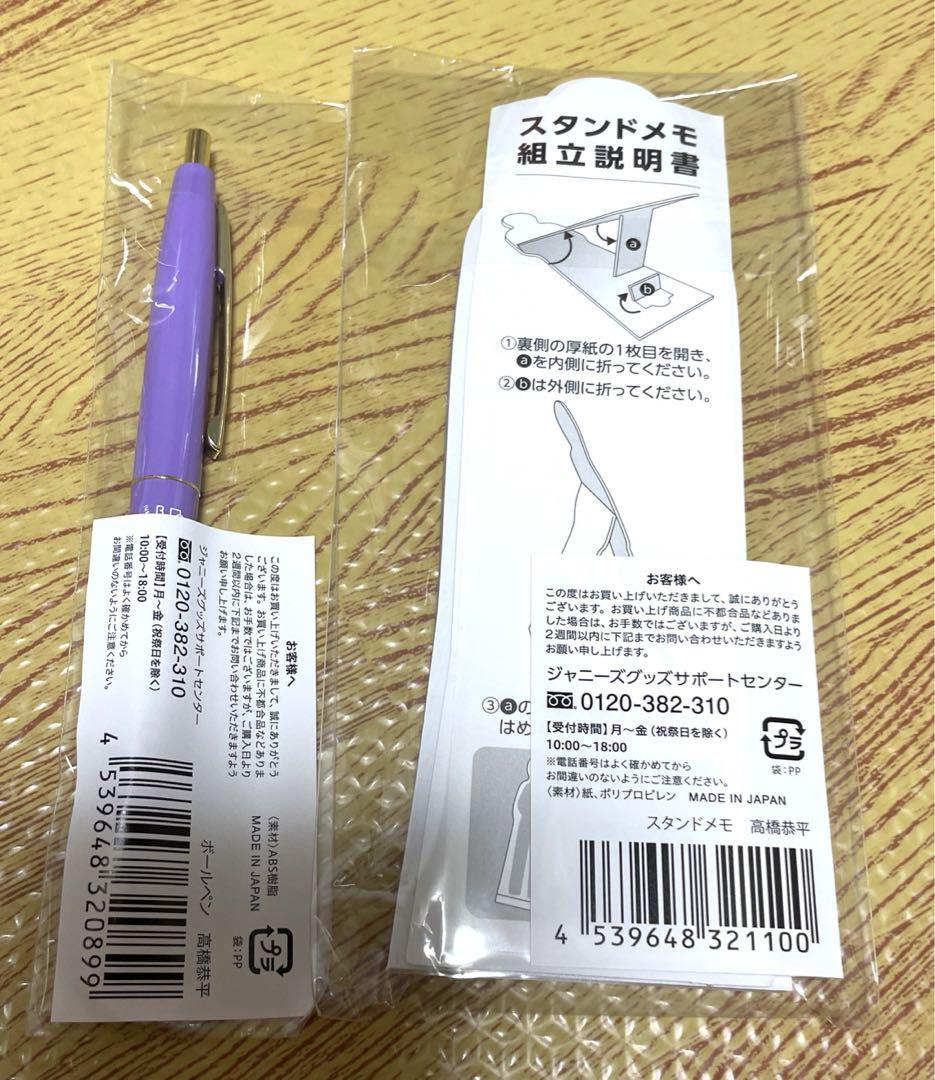 お客様へ
この度はお買い上げいただきまして、誠にありがとう
ございます。お買い上げ商品に不都合品などありま
した場合は、お手数ではございますが、ご購入日より
2週間以内に下記までお問い合わせいただきますよう
お願い申し上げます。
ジャニーズグッズサポートセンター
0120-382-310
【受付時間】月〜金(祝祭日を除く)
10:00〜18:00
※電話番号はよく確かめてから
お間違いのないようにご注意ください。
〈素材〉ABS樹脂
MADE IN JAPAN
プラ
袋:PP
ボールペン 高橋恭平
4 539648 320899
スタンドメモ
組立説明書
a
b
①裏側の厚紙の1枚目を開き、
ⓐを内側に折ってください。
②ⓑは外側に折ってください。
③ⓐの
はめ
お客様へ
この度はお買い上げいただきまして、誠にありがとう
ございます。お買い上げ商品に不都合品などありま
した場合は、お手数ではございますが、ご購入日より
2週間以内に下記までお問い合わせいただきますよう
お願い申し上げます。
ジャニーズグッズサポートセンター
0120-382-310
【受付時間】月〜金(祝祭日を除く)
10:00〜18:00
※電話番号はよく確かめてから
お間違いのないようにご注意ください。
〈素材〉紙、ポリプロピレン MADE IN JAPAN
プラ
袋:PP
スタンドメモ 高橋恭平
4 539648 321100